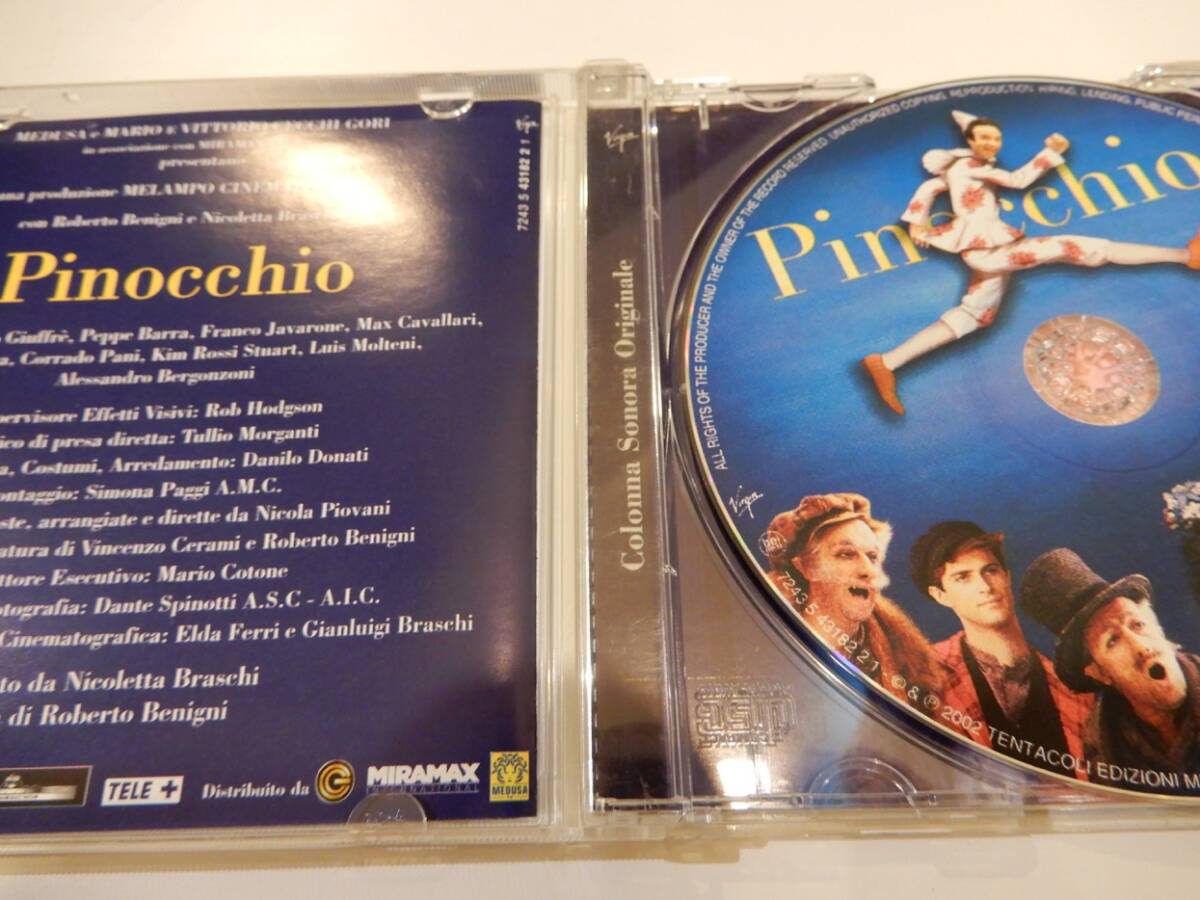 MEDUSA e MARIO e VITTORIO CECCHI GORI
in associazione con
presentano
una produzione MELAMPO
con Roberto Benigni e Nicoletta
Pinocchio
Giuffrè, Peppe Barra, Franco Javarone, Max Cavallari,
Corrado Pani, Kim Rossi Stuart, Luis Molteni,
Alessandro Bergonzoni
Effetti Visivi: Rob Hodgson
di presa diretta: Tullio Morganti
Costumi, Arredamento: Danilo Donati
Simona Paggi A.M.C.
arrangiate e dirette da Nicola Piovani
di Vincenzo Cerami e Roberto Benigni
Esecutivo: Mario Cotone
Dante Spinotti A.S.C - A.I.C.
Cinematografica: Elda Ferri e Gianluigi Braschi
da Nicoletta Braschi
di Roberto Benigni
TELE +
Distribuito da
MIRAMAX
INTERNATIONAL
MEDUSA
7243 5 43182 2 1
Virgin
Colonna Sonora Originale
Virgin
ALL RIGHTS OF THE PRODUCER AND THE OWNER OF THE RECORD RESERVED. UNAUTHORIZED COPYING, REPRODUCTION, HIRING, LENDING, PUBLIC
Pinocchio
Virgin
7243 5 43182 2 1
© & ℗ 2002 TENTACOLI EDIZIONI